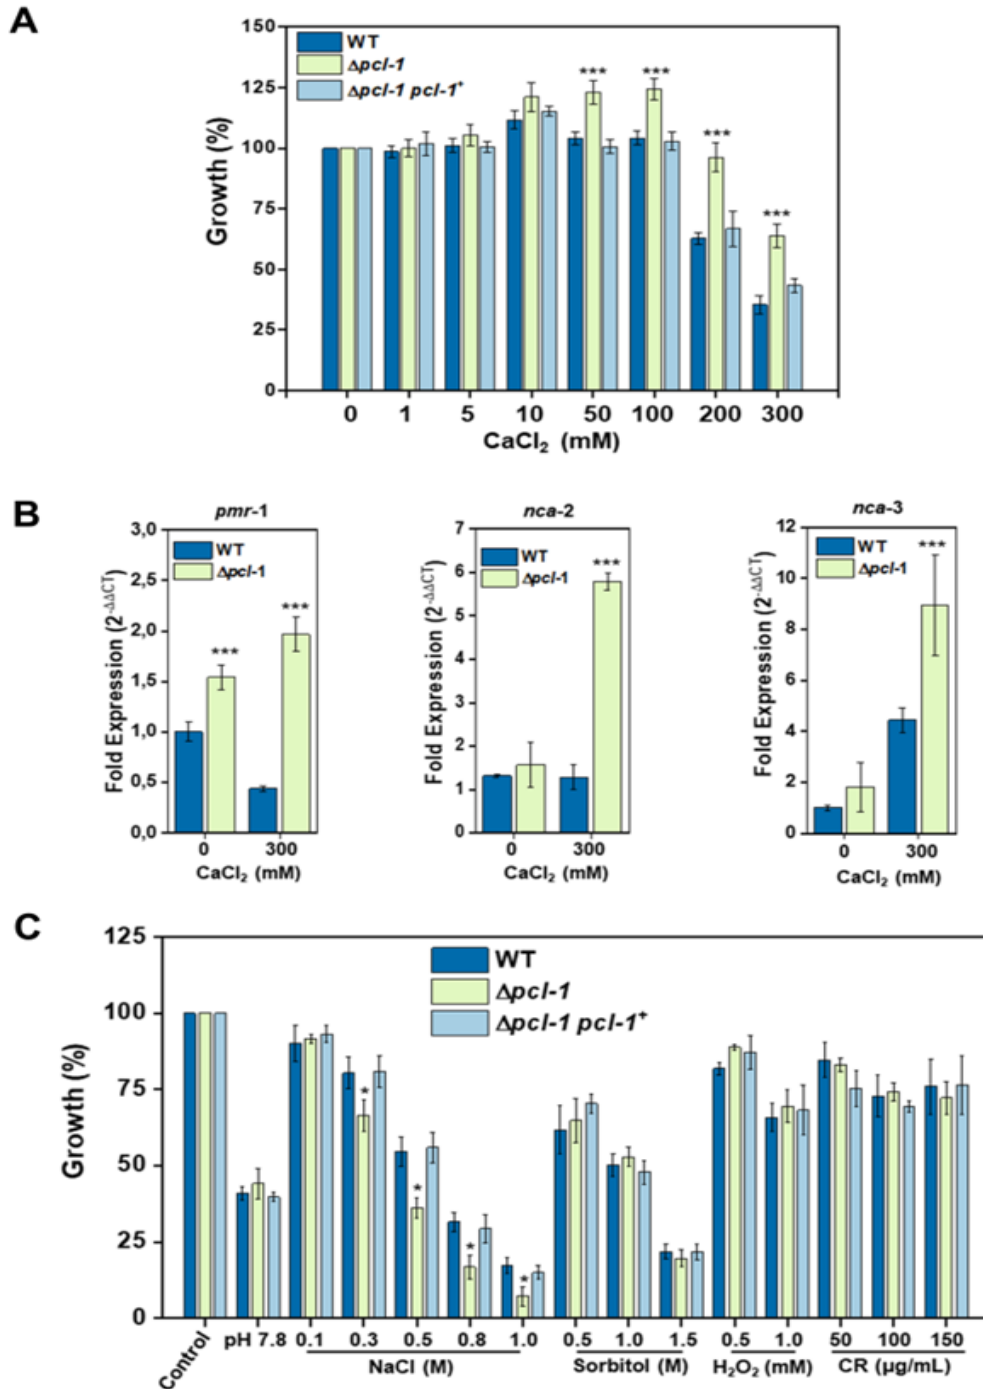 A
150
125
100
75
50
25
0
Growth (%)
WT
Δpcl-1
Δpcl-1 pcl-1⁺
*** *** *** ***
0 1 5 10 50 100 200 300
CaCl₂ (mM)
B
pmr-1
3,0
2,5
2,0
1,5
1,0
0,5
0,0
Fold Expression (2^-ΔΔCT)
WT
Δpcl-1
*** ***
0 300
CaCl₂ (mM)
nca-2
7
6
5
4
3
2
1
0
Fold Expression (2^-ΔΔCT)
WT
Δpcl-1
***
0 300
CaCl₂ (mM)
nca-3
12
10
8
6
4
2
0
Fold Expression (2^-ΔΔCT)
WT
Δpcl-1
***
0 300
CaCl₂ (mM)
C
125
100
75
50
25
0
Growth (%)
WT
Δpcl-1
Δpcl-1 pcl-1⁺
* * * *
Control pH 7.8 0.1 0.3 0.5 0.8 1.0 0.5 1.0 1.5 0.5 1.0 50 100 150
NaCl (M) Sorbitol (M) H₂O₂ (mM) CR (µg/mL)